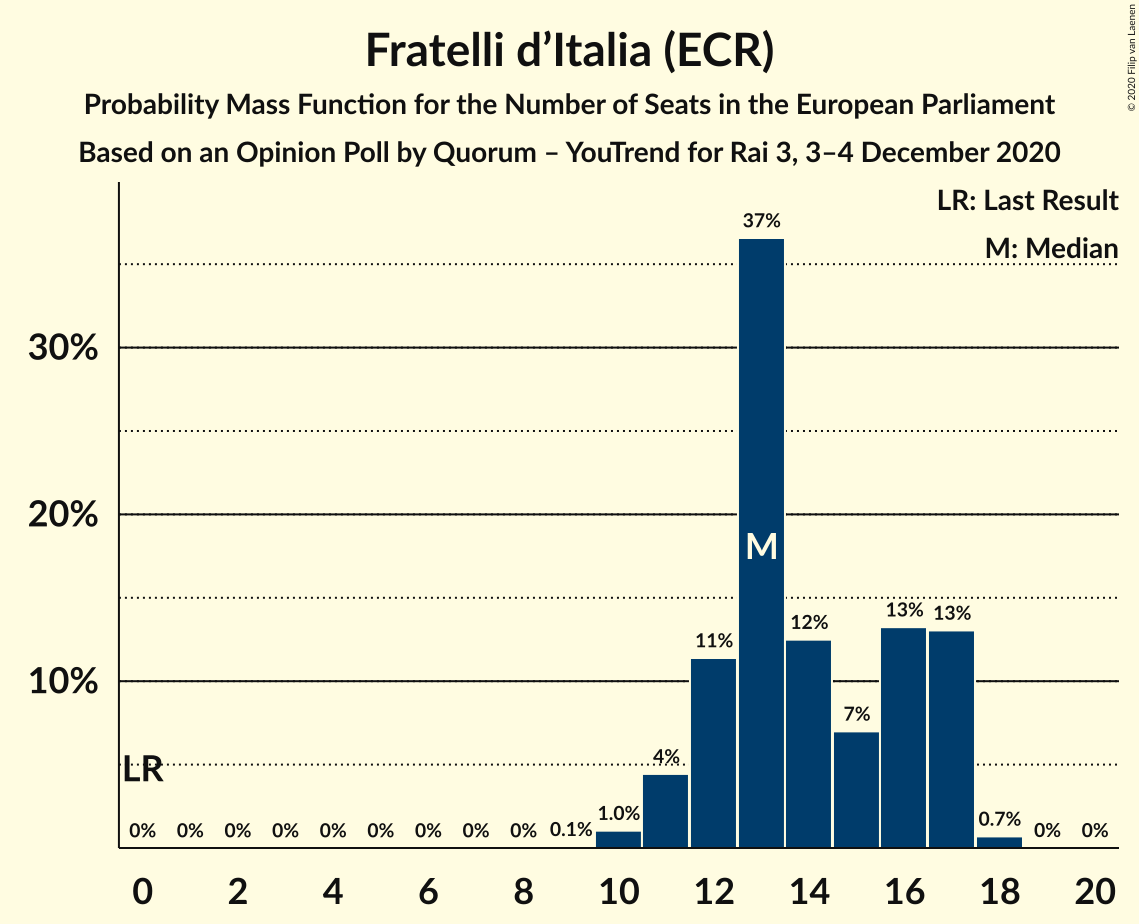 Fratelli d’Italia (ECR)
Probability Mass Function for the Number of Seats in the European Parliament
Based on an Opinion Poll by Quorum – YouTrend for Rai 3, 3–4 December 2020
© 2020 Filip van Laenen
LR: Last Result
M: Median
37%
30%
20%
M
13% 13%
12%
11%
10%
7%
LR
4%
0% 0% 0% 0% 0% 0% 0% 0% 0% 0.1% 1.0% 0.7% 0% 0%
0 2 4 6 8 10 12 14 16 18 20